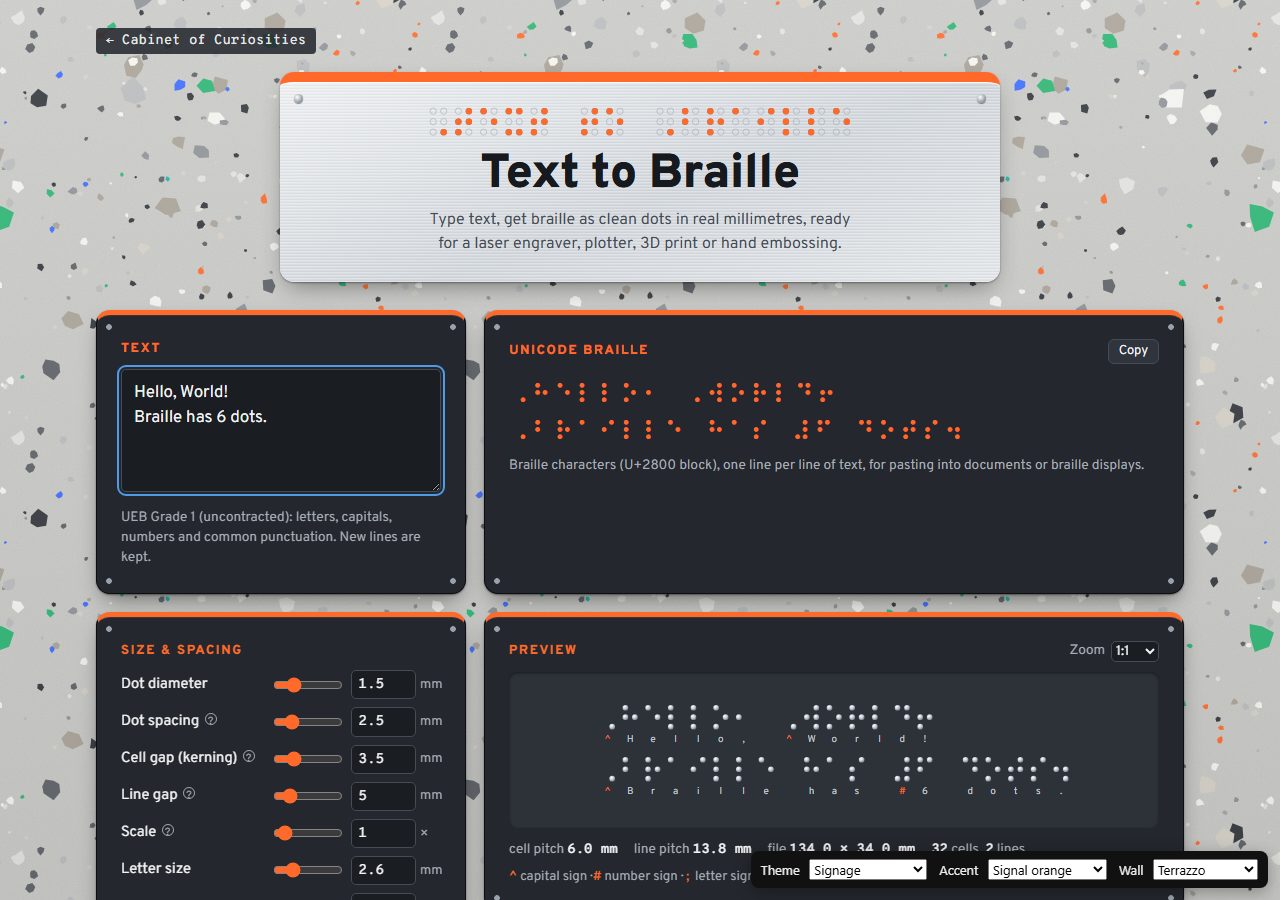 ← Cabinet of Curiosities
Text to Braille
Type text, get braille as clean dots in real millimetres, ready
for a laser engraver, plotter, 3D print or hand embossing.
TEXT
Hello, World!
Braille has 6 dots.
UEB Grade 1 (uncontracted): letters, capitals,
numbers and common punctuation. New lines are
kept.
UNICODE BRAILLE
Copy
⠠⠓⠑⠇⠇⠕⠂ ⠠⠺⠕⠗⠇⠙⠖
⠠⠃⠗⠁⠊⠇⠇⠑ ⠓⠁⠎ ⠼⠋ ⠙⠕⠞⠎⠲
Braille characters (U+2800 block), one line per line of text, for pasting into documents or braille displays.
SIZE & SPACING
Dot diameter 1.5 mm
Dot spacing ? 2.5 mm
Cell gap (kerning) ? 3.5 mm
Line gap ? 5 mm
Scale ? 1 ×
Letter size 2.6 mm
PREVIEW
Zoom 1:1
⠠⠓⠑⠇⠇⠕⠂ ⠠⠺⠕⠗⠇⠙⠖
^ H e l l o , ^ W o r l d !
⠠⠃⠗⠁⠊⠇⠇⠑ ⠓⠁⠎ ⠼⠋ ⠙⠕⠞⠎⠲
^ B r a i l l e h a s # 6 d o t s .
cell pitch 6.0 mm line pitch 13.8 mm file 134.0 × 34.0 mm 32 cells, 2 lines
^ capital sign · # number sign · ; letter sign
Theme Signage Accent Signal orange Wall Terrazzo